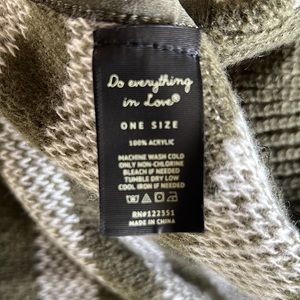 Do everything
in Love®
ONE SIZE
100% ACRYLIC
MACHINE WASH COLD
ONLY NON-CHLORINE
BLEACH IF NEEDED
TUMBLE DRY LOW
COOL IRON IF NEEDED
RN#122551
MADE IN CHINA